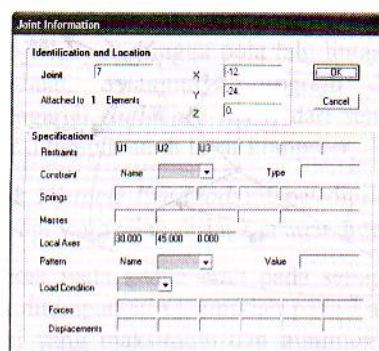 Joint Information
Identification and Location
Joint 7 X -12. OK
Attached to 1 Elements Y -24. Cancel
Z 0.
Specifications
Restraints U1 U2 U3
Constraint Name Type
Springs
Masses
Local Axes 30.000 45.000 0.000
Pattern Name Value
Load Condition
Forces
Displacements